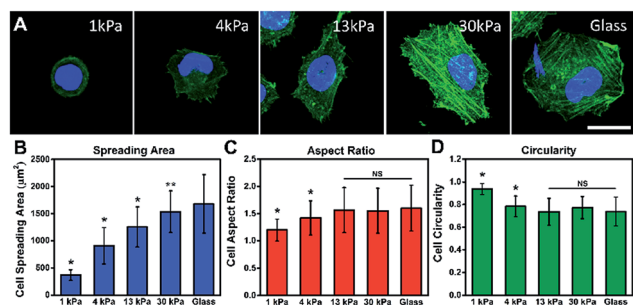 A
1kPa
4kPa
13kPa
30kPa
Glass
B
Spreading Area
Cell Spreading Area (μm²)
2500
2000
1500
1000
500
0
*
*
*
**
1 kPa 4 kPa 13 kPa 30 kPa Glass
C
Aspect Ratio
Cell Aspect Ratio
2.5
2.0
1.5
1.0
0.5
0.0
*
*
NS
1 kPa 4 kPa 13 kPa 30 kPa Glass
D
Circularity
Cell Circularity
1.2
1.0
0.8
0.6
0.4
0.2
0.0
*
*
NS
1 kPa 4 kPa 13 kPa 30 kPa Glass